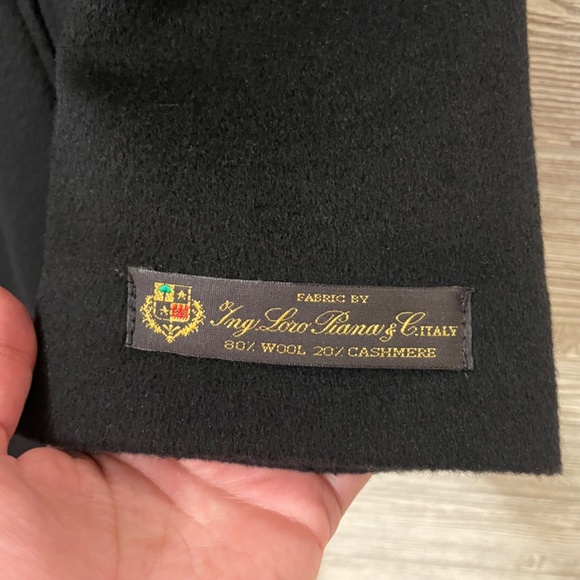 FABRIC BY
Ing. Loro Piana & C. ITALY
80% WOOL 20% CASHMERE